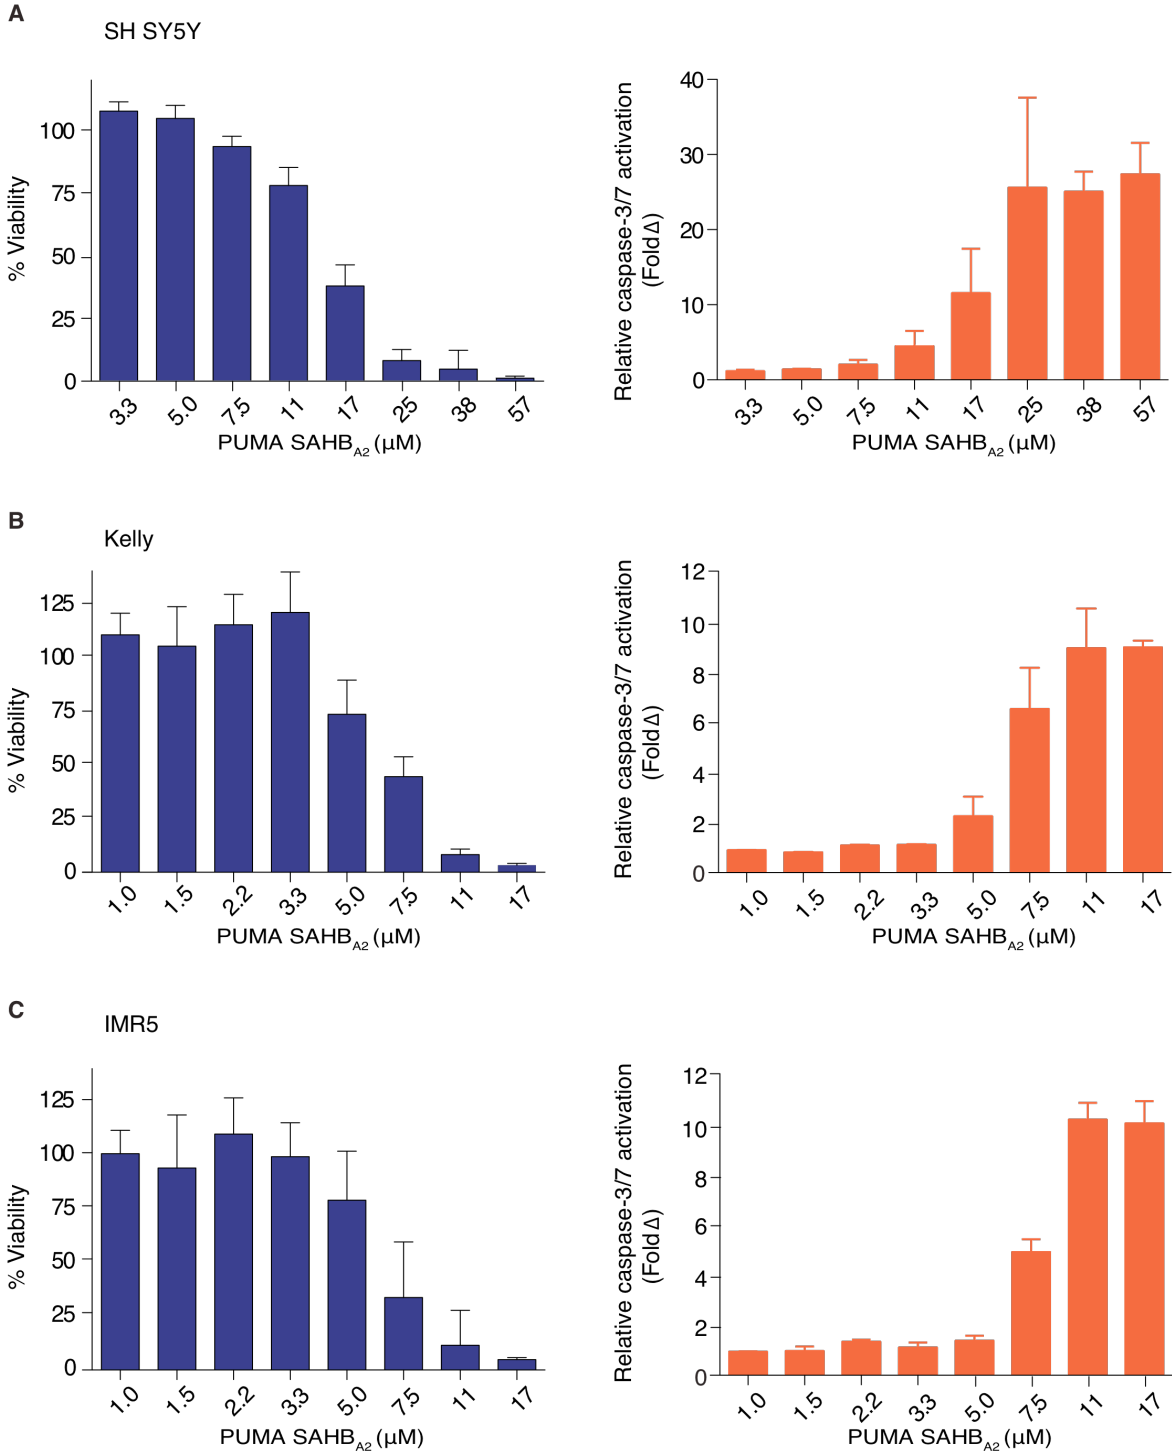 A
SH SY5Y
% Viability
100
75
50
25
0
3.3 5.0 7.5 11 17 25 38 57
PUMA SAHBA2 (µM)
Relative caspase-3/7 activation
(Fold Δ)
40
30
20
10
0
3.3 5.0 7.5 11 17 25 38 57
PUMA SAHBA2 (µM)
B
Kelly
% Viability
125
100
75
50
25
0
1.0 1.5 2.2 3.3 5.0 7.5 11 17
PUMA SAHBA2 (µM)
Relative caspase-3/7 activation
(Fold Δ)
12
10
8
6
4
2
0
1.0 1.5 2.2 3.3 5.0 7.5 11 17
PUMA SAHBA2 (µM)
C
IMR5
% Viability
125
100
75
50
25
0
1.0 1.5 2.2 3.3 5.0 7.5 11 17
PUMA SAHBA2 (µM)
Relative caspase-3/7 activation
(Fold Δ)
12
10
8
6
4
2
0
1.0 1.5 2.2 3.3 5.0 7.5 11 17
PUMA SAHBA2 (µM)